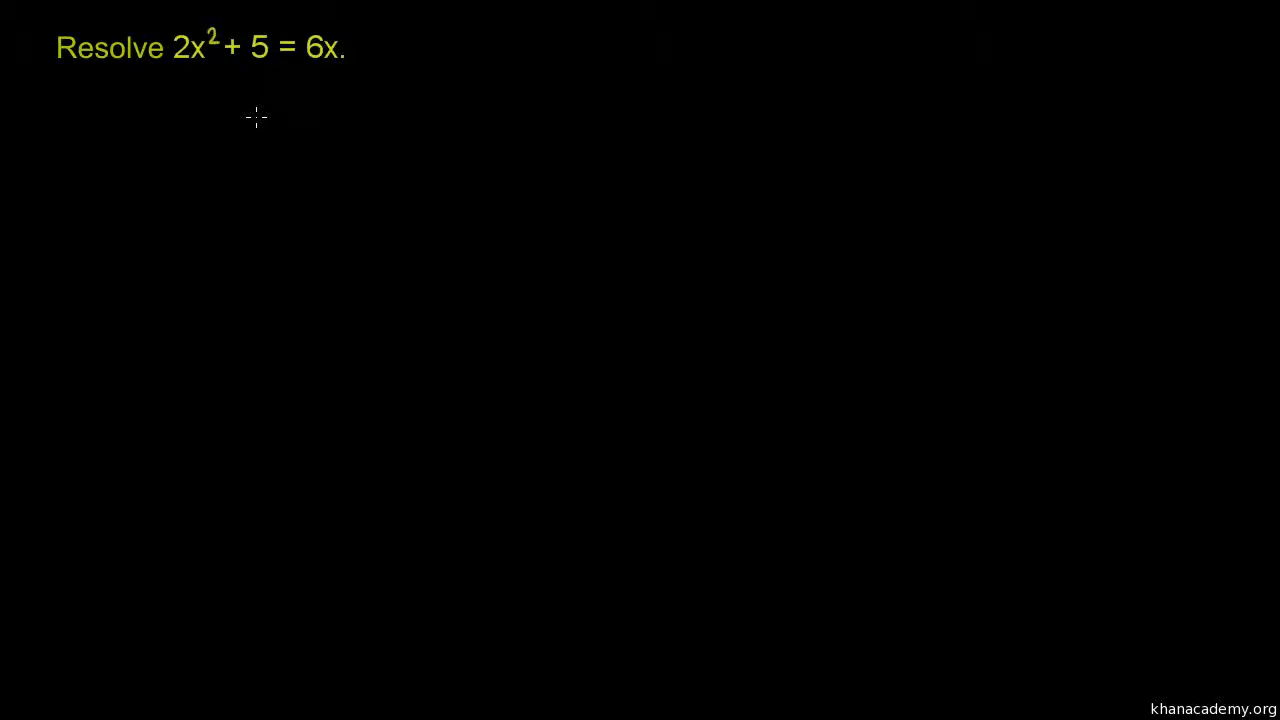 Resolve 2x² + 5 = 6x.
khanacademy.org